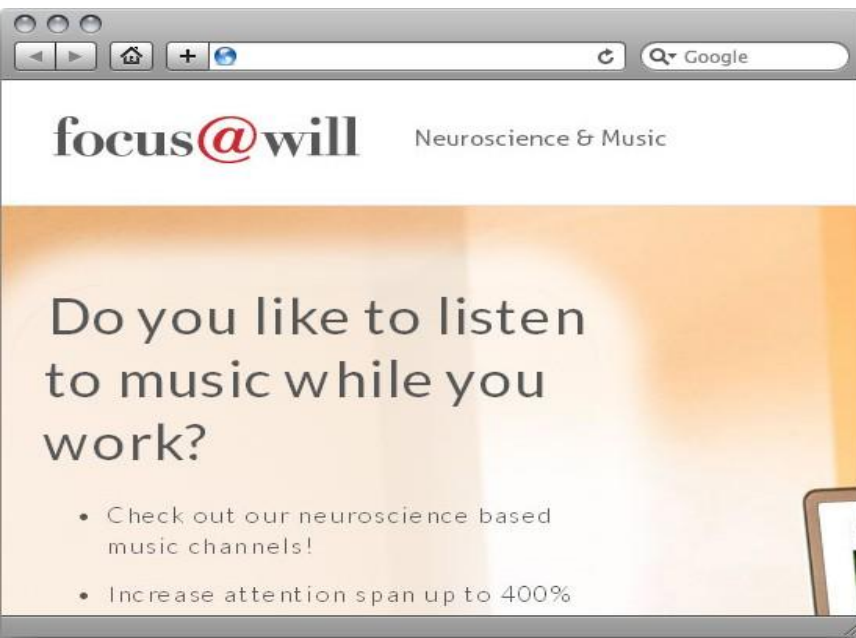 Google
focus@will Neuroscience & Music
Do you like to listen
to music while you
work?
• Check out our neuroscience based
music channels!
• Increase attention span up to 400%